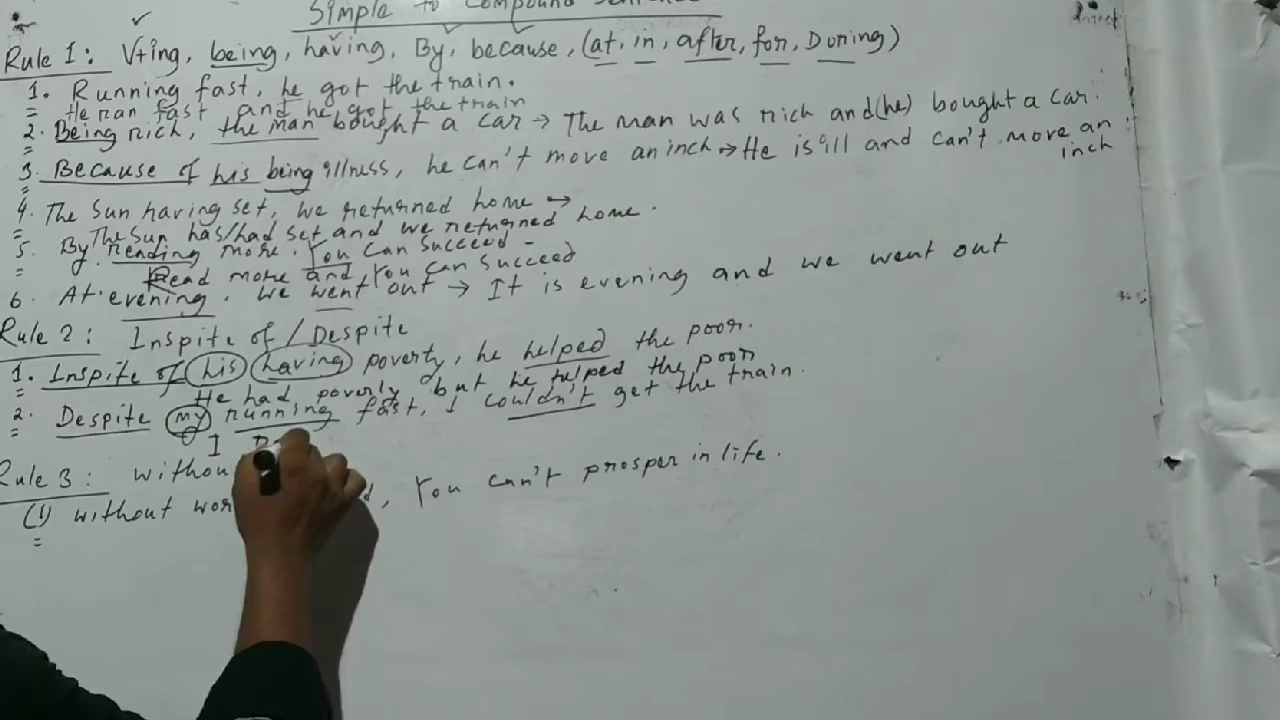 Simple to Compound Sentence
Rule 1: V+ing, being, having, By, because, (at, in, after, for, During)
1. Running fast, he got the train.
= He ran fast and he got the train
2. Being rich, the man bought a car → The man was rich and (he) bought a car.
3. Because of his being illness, he can't move an inch → He is ill and can't move an inch
4. The Sun having set, we returned home →
The Sun has/had set and we returned home.
5. By reading more, You Can Succeed -
Read more and, You can Succeed
6. At evening, we went out → It is evening and we went out
Rule 2: Inspite of / Despite
1. Inspite of his having poverty, he helped the poor.
He had poverty but he helped the poor
2. Despite my running fast, I couldn't get the train.
I
Rule 3:
(1) without You can't prosper in life.